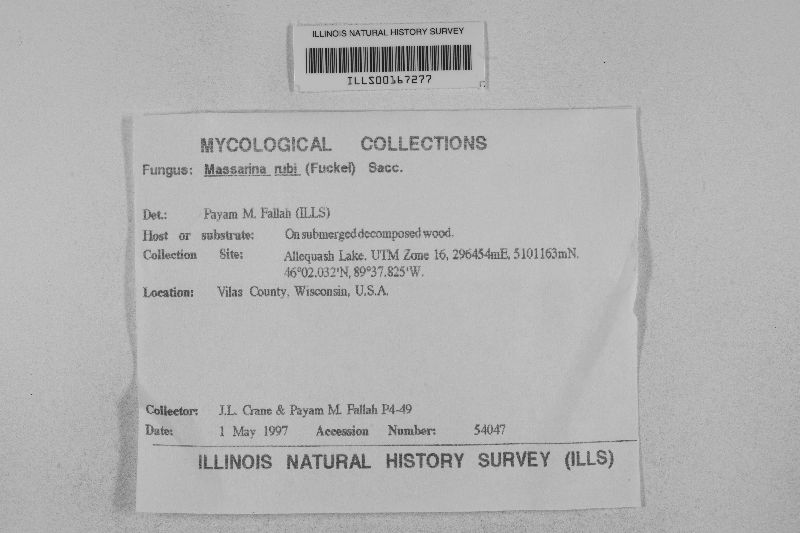 ILLINOIS NATURAL HISTORY SURVEY
ILLS00167277
MYCOLOGICAL COLLECTIONS
Fungus: Massarina rubi (Fuckel) Sacc.
Det.: Payam M. Fallah (ILLS)
Host or substrate: On submerged decomposed wood.
Collection Site: Allequash Lake, UTM Zone 16, 296454mE, 5101163mN.
46°02.032'N, 89°37.825'W.
Location: Vilas County, Wisconsin, U.S.A.
Collector: J.L. Crane & Payam M. Fallah P4-49
Date: 1 May 1997 Accession Number: 54047
ILLINOIS NATURAL HISTORY SURVEY (ILLS)